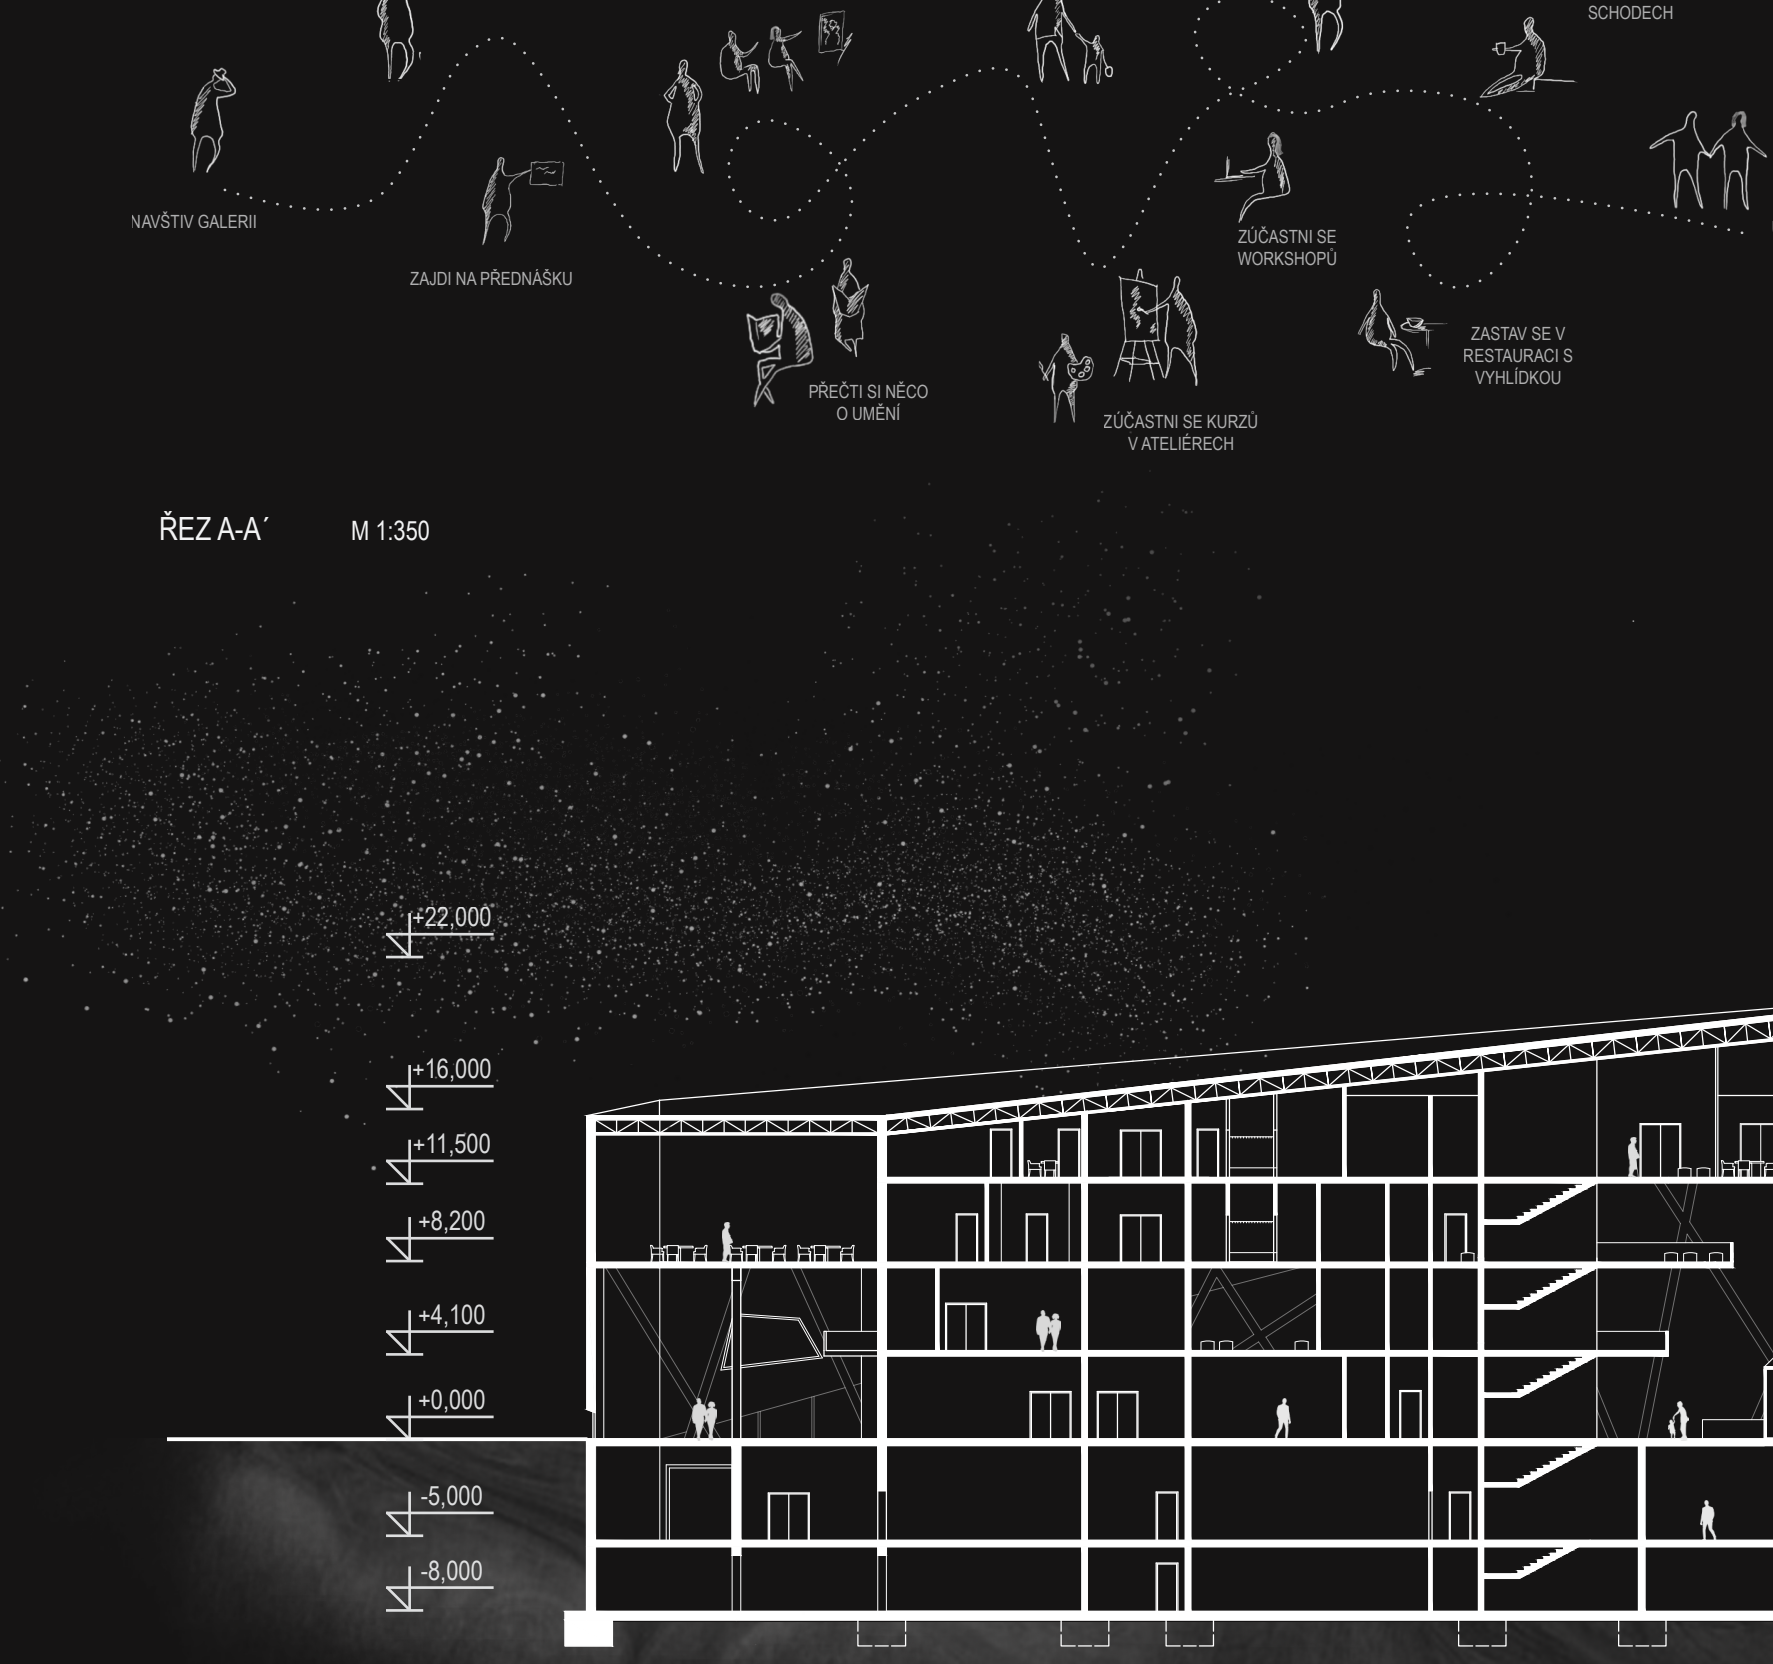 SCHODECH
NAVŠTIV GALERII
ZAJDI NA PŘEDNÁŠKU
ZÚČASTNI SE
WORKSHOPŮ
ZASTAV SE V
RESTAURACI S
VYHLÍDKOU
PŘEČTI SI NĚCO
O UMĚNÍ
ZÚČASTNI SE KURZŮ
V ATELIÉRECH
ŘEZ A-A´ M 1:350
+22,000
+16,000
+11,500
+8,200
+4,100
+0,000
-5,000
-8,000